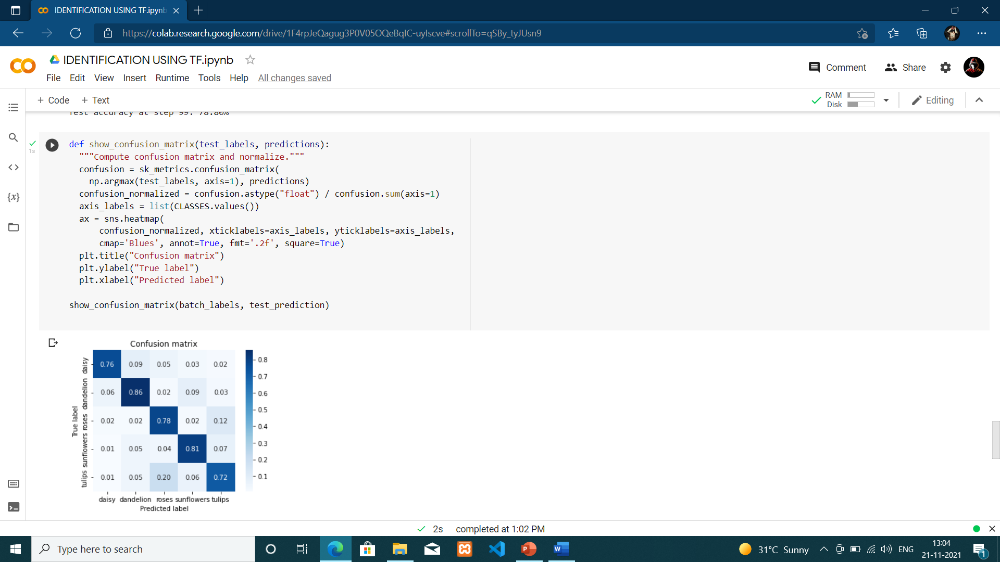 IDENTIFICATION USING TF.ipynb
https://colab.research.google.com/drive/1F4rpJeQagug3P0V05OQeBqIC-uyIscve#scrollTo=qSBy_tyJUsn9
IDENTIFICATION USING TF.ipynb
Comment Share
File Edit View Insert Runtime Tools Help All changes saved
+ Code + Text
RAM
Disk
Editing
Test accuracy at step 99: 78.80%
1s
def show_confusion_matrix(test_labels, predictions):
"""Compute confusion matrix and normalize."""
confusion = sk_metrics.confusion_matrix(
np.argmax(test_labels, axis=1), predictions)
confusion_normalized = confusion.astype("float") / confusion.sum(axis=1)
axis_labels = list(CLASSES.values())
ax = sns.heatmap(
confusion_normalized, xticklabels=axis_labels, yticklabels=axis_labels,
cmap='Blues', annot=True, fmt='.2f', square=True)
plt.title("Confusion matrix")
plt.ylabel("True label")
plt.xlabel("Predicted label")
show_confusion_matrix(batch_labels, test_prediction)
{x}
Confusion matrix
True label
daisy 0.76 0.09 0.05 0.03 0.02
dandelion 0.06 0.86 0.02 0.09 0.03
roses 0.02 0.02 0.78 0.02 0.12
sunflowers 0.01 0.05 0.04 0.81 0.07
tulips 0.01 0.05 0.20 0.06 0.72
daisy dandelion roses sunflowers tulips
Predicted label
0.8
0.7
0.6
0.5
0.4
0.3
0.2
0.1
2s completed at 1:02 PM
Type here to search
31°C Sunny
ENG
13:04
21-11-2021
1